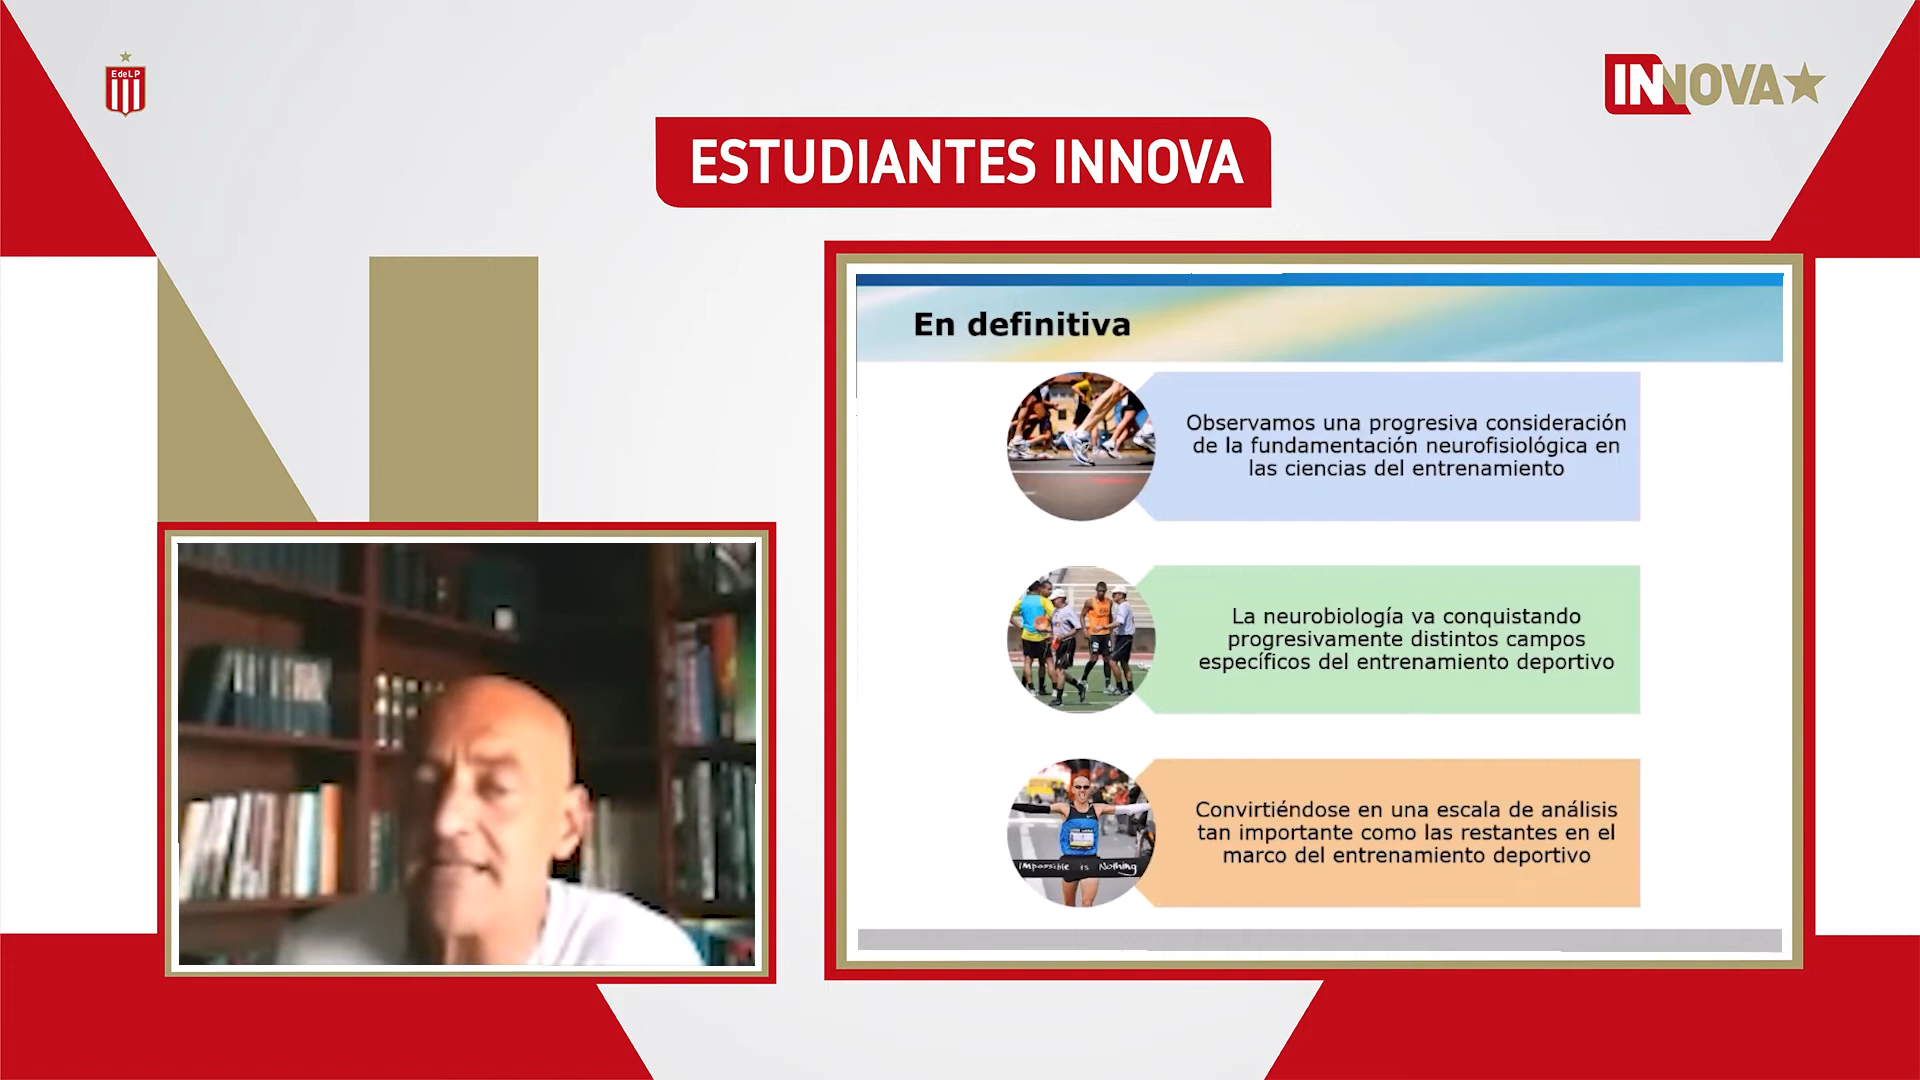 EdeLP
INNOVA
ESTUDIANTES INNOVA
En definitiva
Observamos una progresiva consideración
de la fundamentación neurofisiológica en
las ciencias del entrenamiento
La neurobiología va conquistando
progresivamente distintos campos
específicos del entrenamiento deportivo
Impossible is Nothing
Convirtiéndose en una escala de análisis
tan importante como las restantes en el
marco del entrenamiento deportivo